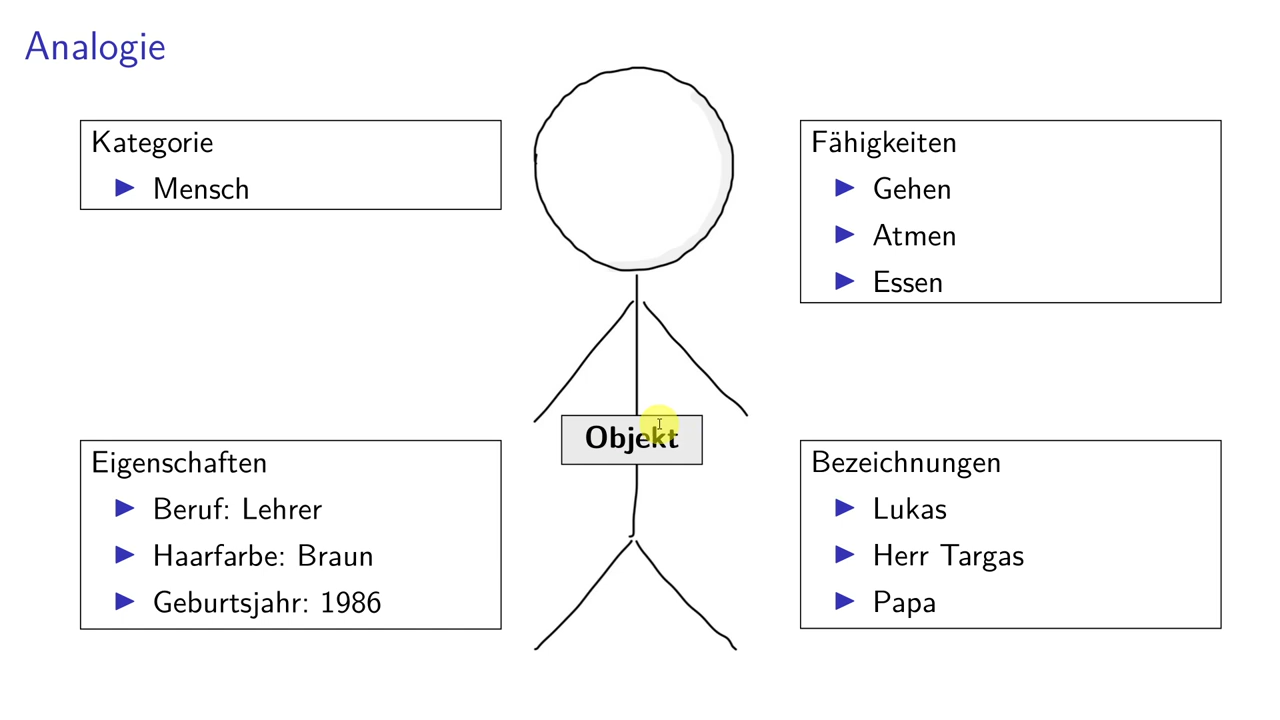 Analogie
Kategorie
Mensch
Fähigkeiten
Gehen
Atmen
Essen
Objekt
Eigenschaften
Beruf: Lehrer
Haarfarbe: Braun
Geburtsjahr: 1986
Bezeichnungen
Lukas
Herr Targas
Papa